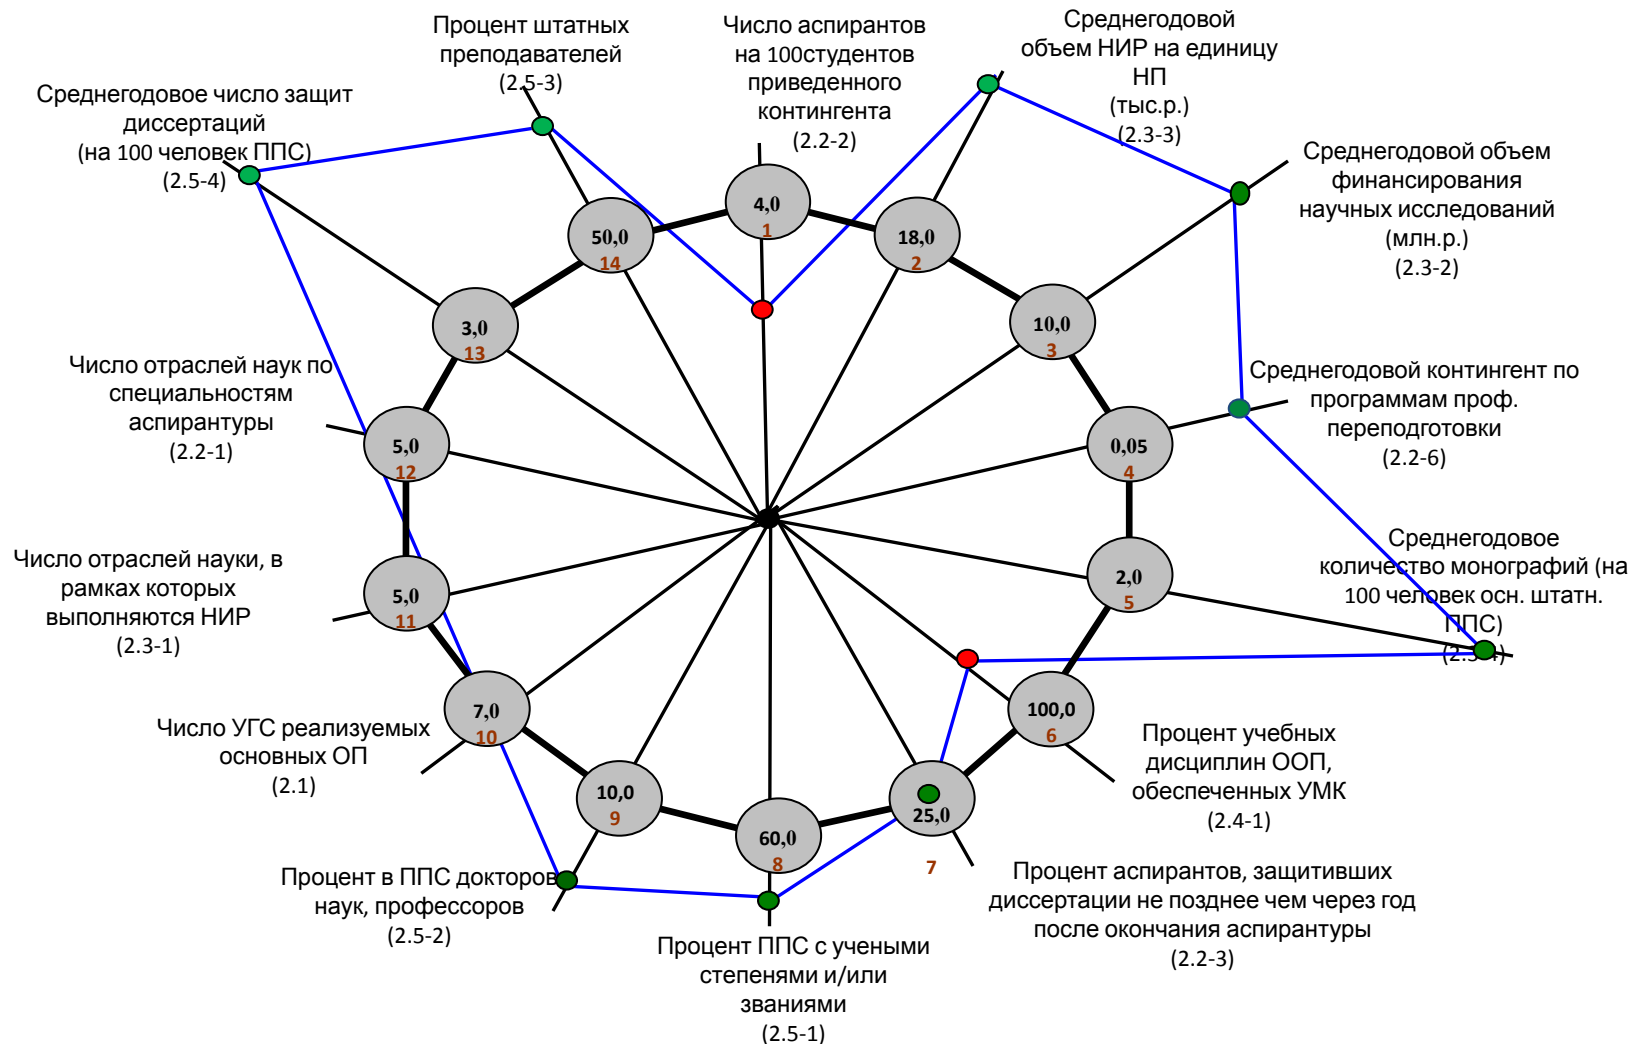 Процент штатных
преподавателей
(2.5-3)
Число аспирантов
на 100студентов
приведенного
контингента
(2.2-2)
Среднегодовой
объем НИР на единицу
НП
(тыс.р.)
(2.3-3)
Среднегодовое число защит
диссертаций
(на 100 человек ППС)
(2.5-4)
Среднегодовой объем
финансирования
научных исследований
(млн.р.)
(2.3-2)
4,0
1
50,0
14
18,0
2
3,0
13
10,0
3
Число отраслей наук по
специальностям
аспирантуры
(2.2-1)
5,0
12
0,05
4
Среднегодовой контингент по
программам проф.
переподготовки
(2.2-6)
Число отраслей науки, в
рамках которых
выполняются НИР
(2.3-1)
5,0
11
2,0
5
Среднегодовое
количество монографий (на
100 человек осн. штатн.
ППС)
Число УГС реализуемых
основных ОП
(2.1)
7,0
10
100,0
6
Процент учебных
дисциплин ООП,
обеспеченных УМК
(2.4-1)
10,0
9
60,0
8
25,0
7
Процент в ППС докторов
наук, профессоров
(2.5-2)
Процент ППС с учеными
степенями и/или
званиями
(2.5-1)
Процент аспирантов, защитивших
диссертации не позднее чем через год
после окончания аспирантуры
(2.2-3)